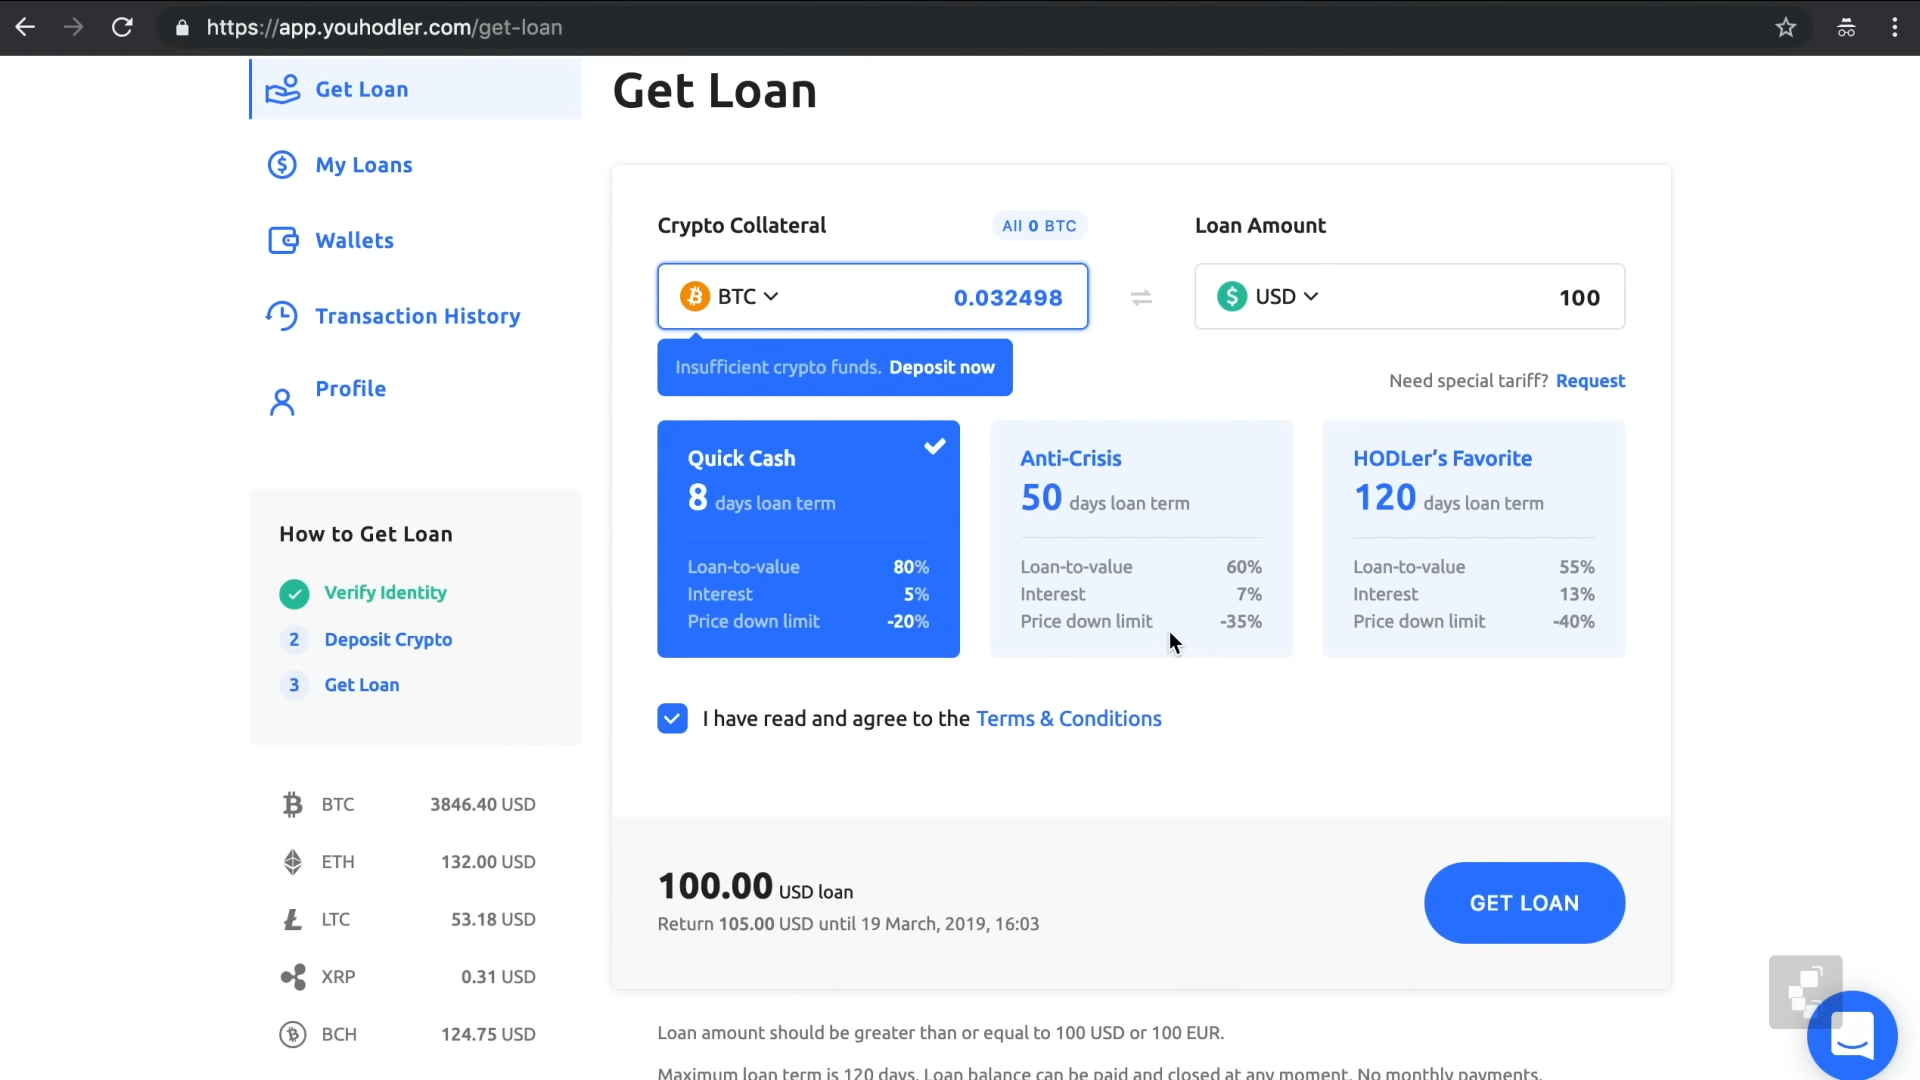 https://app.youhodler.com/get-loan
Get Loan
My Loans
Wallets
Transaction History
Profile
How to Get Loan
Verify Identity
2 Deposit Crypto
3 Get Loan
BTC 3846.40 USD
ETH 132.00 USD
LTC 53.18 USD
XRP 0.31 USD
BCH 124.75 USD
Get Loan
Crypto Collateral All 0 BTC
BTC 0.032498
Insufficient crypto funds. Deposit now
Loan Amount
USD 100
Need special tariff? Request
Quick Cash
8 days loan term
Loan-to-value 80%
Interest 5%
Price down limit -20%
Anti-Crisis
50 days loan term
Loan-to-value 60%
Interest 7%
Price down limit -35%
HODLer's Favorite
120 days loan term
Loan-to-value 55%
Interest 13%
Price down limit -40%
I have read and agree to the Terms & Conditions
100.00 USD loan
Return 105.00 USD until 19 March, 2019, 16:03
GET LOAN
Loan amount should be greater than or equal to 100 USD or 100 EUR.
Maximum loan term is 120 days. Loan balance can be paid and closed at any moment. No monthly payments.